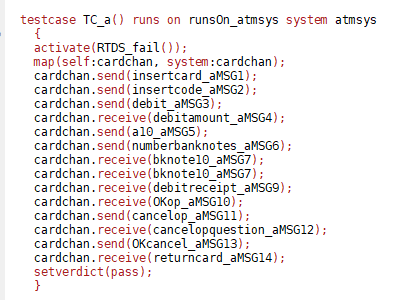 testcase TC_a() runs on runsOn_atmsys system atmsys
{
activate(RTDS_fail());
map(self:cardchan, system:cardchan);
cardchan.send(insertcard_aMSG1);
cardchan.send(insertcode_aMSG2);
cardchan.send(debit_aMSG3);
cardchan.receive(debitamount_aMSG4);
cardchan.send(a10_aMSG5);
cardchan.send(numberbanknotes_aMSG6);
cardchan.receive(bknote10_aMSG7);
cardchan.receive(bknote10_aMSG7);
cardchan.receive(debitreceipt_aMSG9);
cardchan.receive(OKop_aMSG10);
cardchan.send(cancelop_aMSG11);
cardchan.receive(cancelopquestion_aMSG12);
cardchan.send(OKcancel_aMSG13);
cardchan.receive(returncard_aMSG14);
setverdict(pass);
}